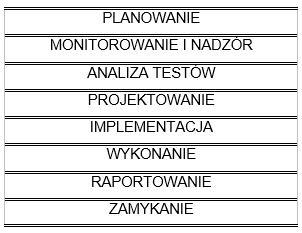 PLANOWANIE
MONITOROWANIE I NADZÓR
ANALIZA TESTÓW
PROJEKTOWANIE
IMPLEMENTACJA
WYKONANIE
RAPORTOWANIE
ZAMYKANIE